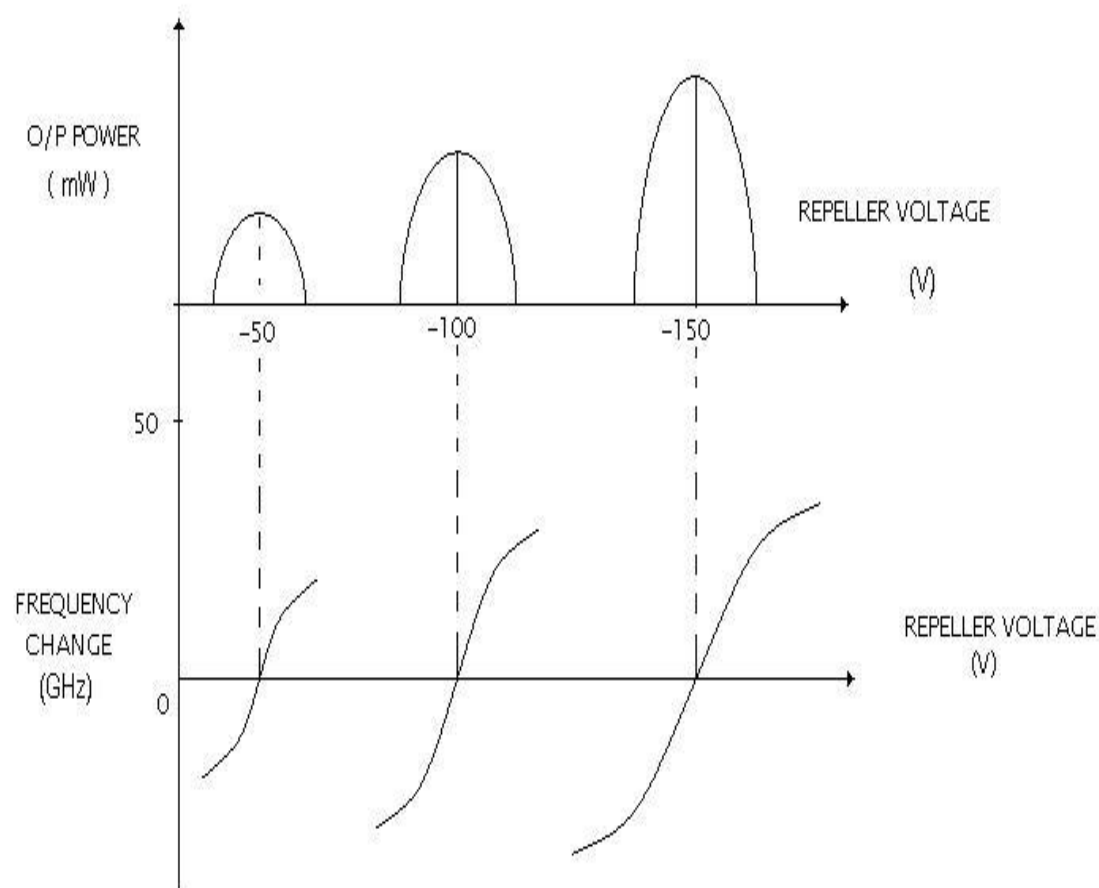 O/P POWER
( mW )
REPELLER VOLTAGE
(V)
-50
-100
-150
50
FREQUENCY
CHANGE
(GHz)
0
REPELLER VOLTAGE
(V)